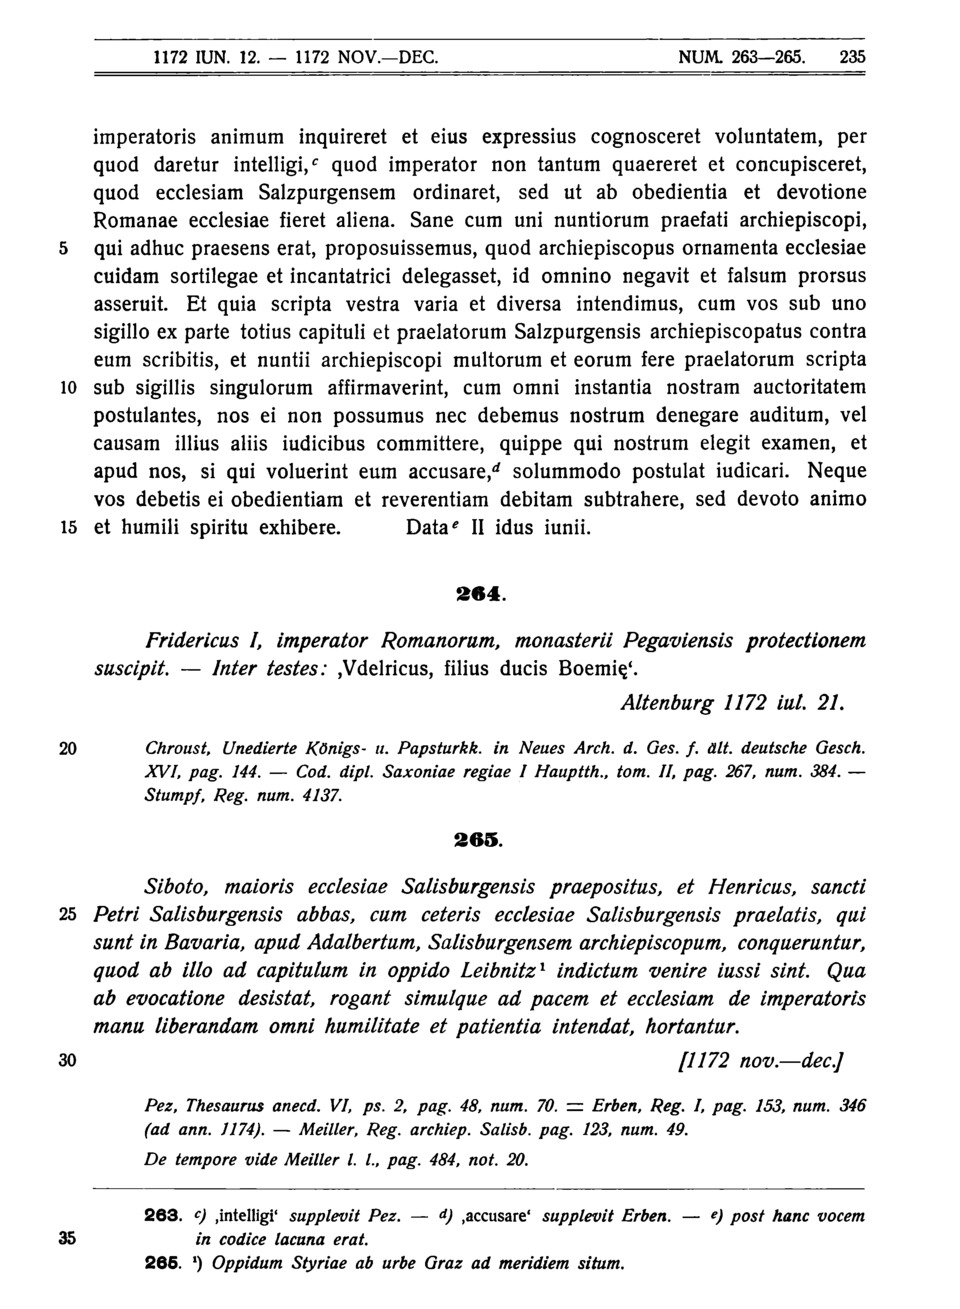 1172 IUN. 12. — 1172 NOV.—DEC. NUM. 263—265. 235
imperatoris animum inquireret et eius expressius cognosceret voluntatem, per
quod daretur intelligi,ᶜ quod imperator non tantum quaereret et concupisceret,
quod ecclesiam Salzpurgensem ordinaret, sed ut ab obedientia et devotione
Romanae ecclesiae fieret aliena. Sane cum uni nuntiorum praefati archiepiscopi,
5 qui adhuc praesens erat, proposuissemus, quod archiepiscopus ornamenta ecclesiae
cuidam sortilegae et incantatrici delegasset, id omnino negavit et falsum prorsus
asseruit. Et quia scripta vestra varia et diversa intendimus, cum vos sub uno
sigillo ex parte totius capituli et praelatorum Salzpurgensis archiepiscopatus contra
eum scribitis, et nuntii archiepiscopi multorum et eorum fere praelatorum scripta
10 sub sigillis singulorum affirmaverint, cum omni instantia nostram auctoritatem
postulantes, nos ei non possumus nec debemus nostrum denegare auditum, vel
causam illius aliis iudicibus committere, quippe qui nostrum elegit examen, et
apud nos, si qui voluerint eum accusare,ᵈ solummodo postulat iudicari. Neque
vos debetis ei obedientiam et reverentiam debitam subtrahere, sed devoto animo
15 et humili spiritu exhibere. Dataᵉ II idus iunii.
264.
Fridericus I, imperator Romanorum, monasterii Pegaviensis protectionem
suscipit. — Inter testes: ‚Vdelricus, filius ducis Boemię‘.
Altenburg 1172 iul. 21.
20 Chroust, Unedierte Königs- u. Papsturkk. in Neues Arch. d. Ges. f. ält. deutsche Gesch.
XVI, pag. 144. — Cod. dipl. Saxoniae regiae I Hauptth., tom. II, pag. 267, num. 384. —
Stumpf, Reg. num. 4137.
265.
Siboto, maioris ecclesiae Salisburgensis praepositus, et Henricus, sancti
25 Petri Salisburgensis abbas, cum ceteris ecclesiae Salisburgensis praelatis, qui
sunt in Bavaria, apud Adalbertum, Salisburgensem archiepiscopum, conqueruntur,
quod ab illo ad capitulum in oppido Leibnitz¹ indictum venire iussi sint. Qua
ab evocatione desistat, rogant simulque ad pacem et ecclesiam de imperatoris
manu liberandam omni humilitate et patientia intendat, hortantur.
30 [1172 nov.—dec.]
Pez, Thesaurus anecd. VI, ps. 2, pag. 48, num. 70. = Erben, Reg. I, pag. 153, num. 346
(ad ann. 1174). — Meiller, Reg. archiep. Salisb. pag. 123, num. 49.
De tempore vide Meiller l. l., pag. 484, not. 20.
263. c) ‚intelligi‘ supplevit Pez. — d) ‚accusare‘ supplevit Erben. — e) post hanc vocem
35 in codice lacuna erat.
265. ¹) Oppidum Styriae ab urbe Graz ad meridiem situm.